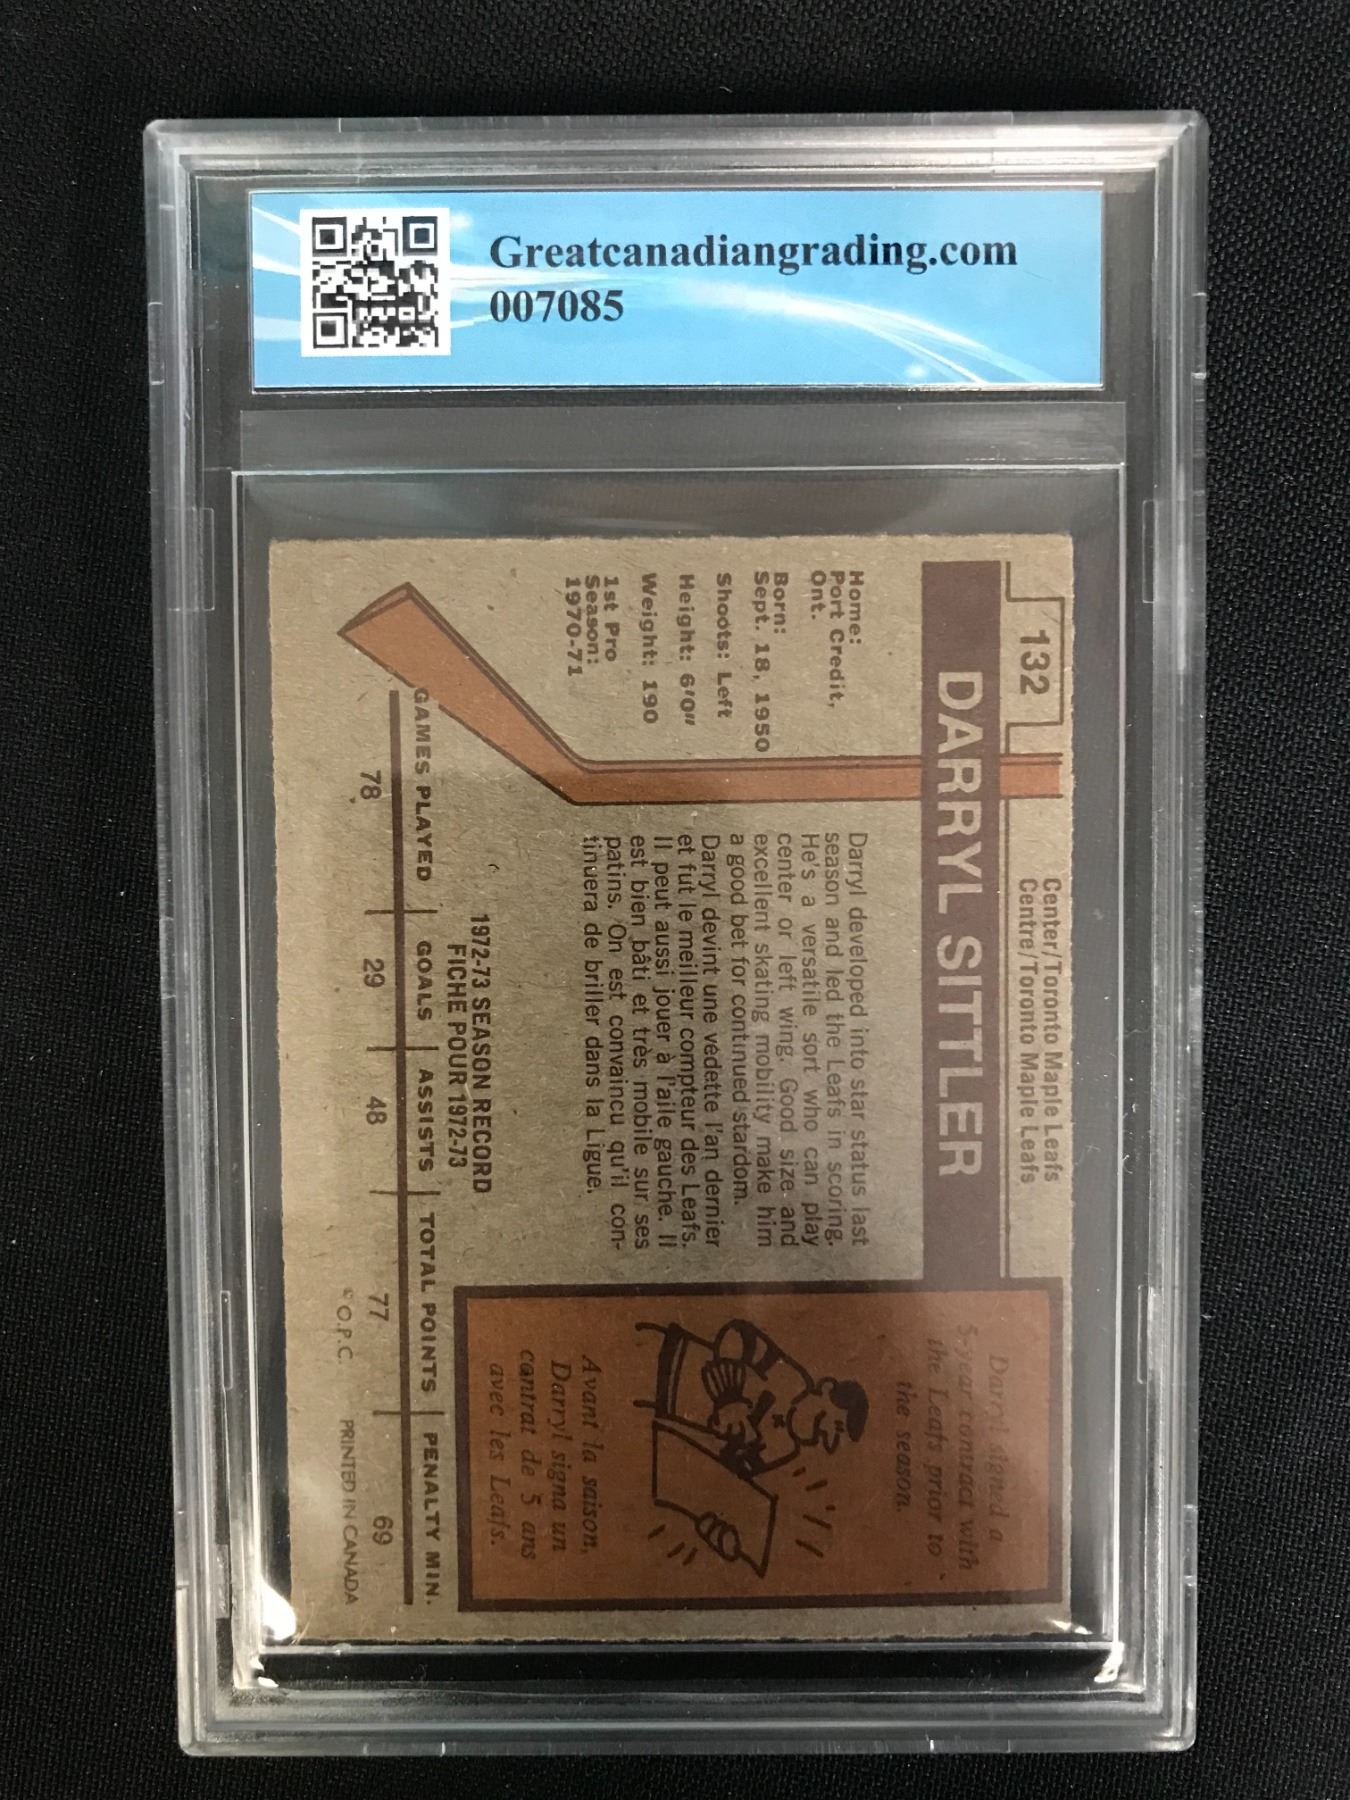 Greatcanadiangrading.com
007085
132
Center/Toronto Maple Leafs
Centre/Toronto Maple Leafs
DARRYL SITTLER
Home:
Port Credit,
Ont.
Born:
Sept. 18, 1950
Shoots: Left
Height: 6'0"
Weight: 190
1st Pro
Season:
1970-71
Darryl developed into star status last
season and led the Leafs in scoring.
He's a versatile sort who can play
center or left wing. Good size and
excellent skating mobility make him
a good bet for continued stardom.
Darryl devint une vedette l'an dernier
et fut le meilleur compteur des Leafs.
Il peut aussi jouer à l'aile gauche. Il
est bien bâti et très mobile sur ses
patins. On est convaincu qu'il con-
tinuera de briller dans la Ligue.
Darryl signed a
5-year contract with
the Leafs prior to
the season.
Avant la saison,
Darryl signa un
contrat de 5 ans
avec les Leafs.
1972-73 SEASON RECORD
FICHE POUR 1972-73
GAMES PLAYED GOALS ASSISTS TOTAL POINTS PENALTY MIN.
78 29 48 77 69
© O.P.C. PRINTED IN CANADA